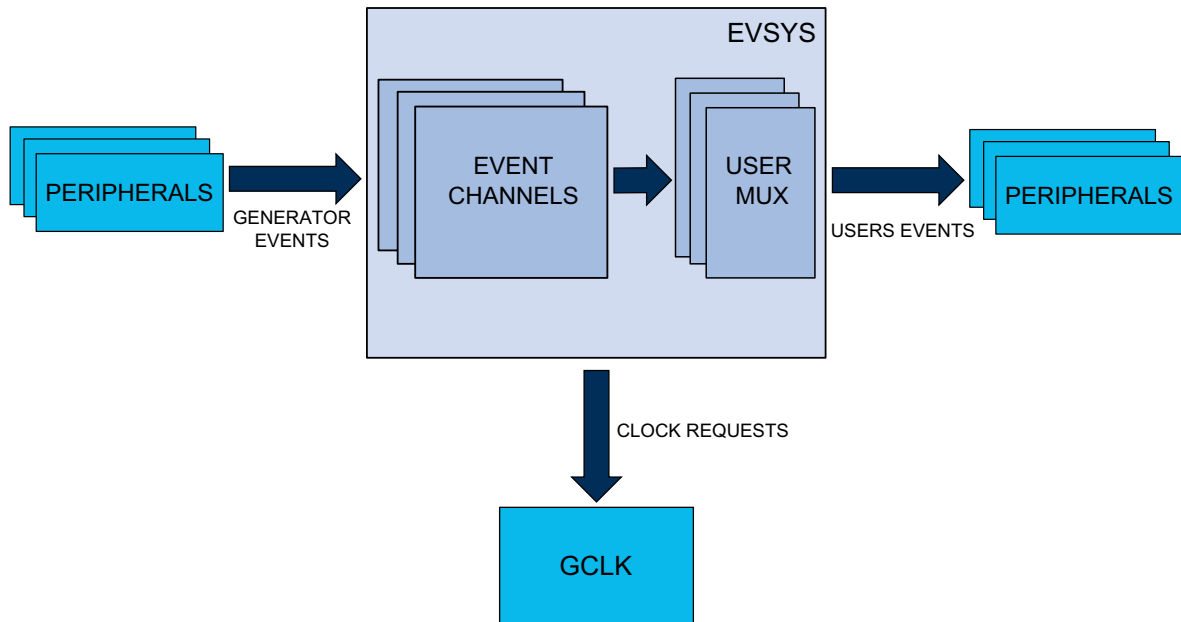 EVSYS
PERIPHERALS
GENERATOR
EVENTS
EVENT
CHANNELS
USER
MUX
USERS EVENTS
PERIPHERALS
CLOCK REQUESTS
GCLK